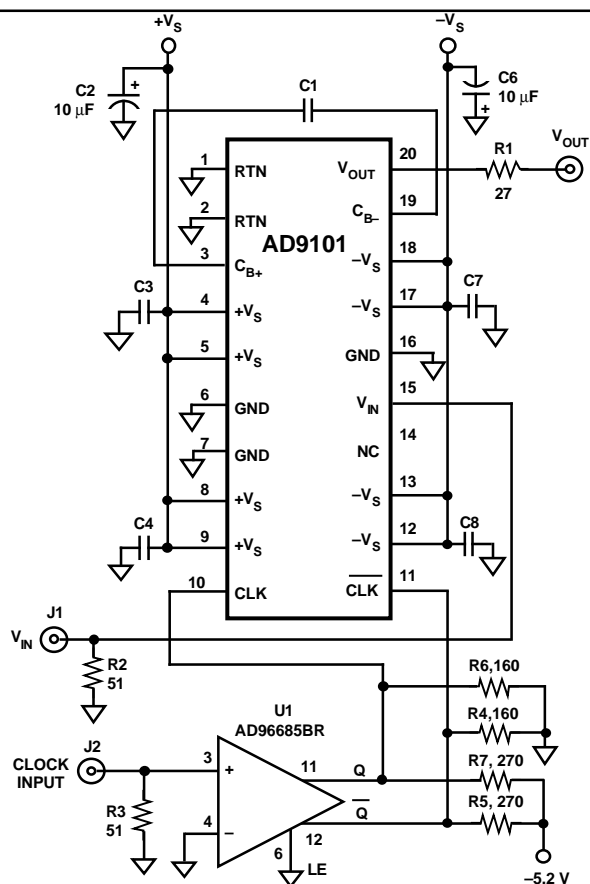 +VS
–VS
C2
10 μF
+
C1
C6
10 μF
+
1
RTN
2
RTN
3
CB+
4
+VS
5
+VS
6
GND
7
GND
8
+VS
9
+VS
10
CLK
AD9101
20
VOUT
19
CB–
18
–VS
17
–VS
16
GND
15
VIN
14
NC
13
–VS
12
–VS
11
CLK
R1
27
VOUT
C3
C7
C4
C8
J1
VIN
R2
51
R6,160
R4,160
R7, 270
R5, 270
–5.2 V
U1
AD96685BR
J2
CLOCK
INPUT
R3
51
3
+
4
–
11
Q
12
Q
6
LE